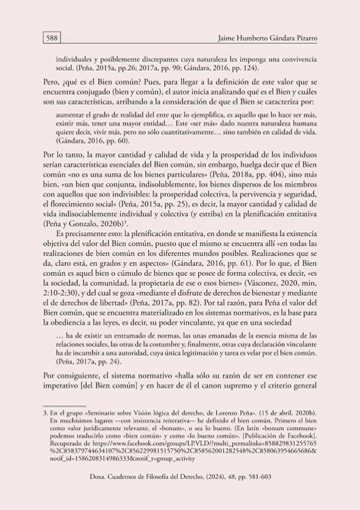 588
Jaime Humberto Gándara Pizarro
individuales y posiblemente discrepantes cuya naturaleza les imponga una convivencia
social. (Peña, 2015a, pp.26; 2017a, pp. 90; Gándara, 2016, pp. 124).
Pero, ¿qué es el Bien común? Pues, para llegar a la definición de este valor que se
encuentra conjugado (bien y común), el autor inicia analizando qué es el Bien y cuáles
son sus características, arribando a la consideración de que el Bien se caracteriza por:
aumentar el grado de realidad del ente que lo ejemplifica, es aquello que lo hace ser más,
existir más, tener una mayor entidad… Este «ser más» dado nuestra naturaleza humana
quiere decir, vivir más, pero no sólo cuantitativamente… sino también en calidad de vida.
(Gándara, 2016, pp. 60).
Por lo tanto, la mayor cantidad y calidad de vida y la prosperidad de los individuos
serían características esenciales del Bien común, sin embargo, huelga decir que el Bien
común «no es una suma de los bienes particulares» (Peña, 2018a, pp. 404), sino más
bien, «un bien que conjunta, indisolublemente, los bienes dispersos de los miembros
con aquellos que son indivisibles: la prosperidad colectiva, la pervivencia y seguridad,
el florecimiento social» (Peña, 2015a, pp. 25), es decir, la mayor cantidad y calidad de
vida indisociablemente individual y colectiva (y estriba) en la plenificación entitativa
(Peña y Gonzalo, 2020b)³.
Es precisamente esto: la plenificación entitativa, en donde se manifiesta la existencia
objetiva del valor del Bien común, puesto que el mismo se encuentra allí «en todas las
realizaciones de bien común en los diferentes mundos posibles. Realizaciones que se
da, claro está, en grados y en aspectos» (Gándara, 2016, pp. 61). Por lo que, el Bien
Común es aquel bien o cúmulo de bienes que se posee de forma colectiva, es decir, «es
la sociedad, la comunidad, la propietaria de ese o esos bienes» (Vásconez, 2020, min,
2:10-2:30), y del cual se goza «mediante el disfrute de derechos de bienestar y mediante
el de derechos de libertad» (Peña, 2017a, pp. 82). Por tal razón, para Peña el valor del
Bien común, que se encuentra materializado en los sistemas normativos, es la base para
la obediencia a las leyes, es decir, su poder vinculante, ya que en una sociedad
… ha de existir un entramado de normas, las unas emanadas de la esencia misma de las
relaciones sociales, las otras de la costumbre y, finalmente, otras cuya declaración vinculante
ha de incumbir a una autoridad, cuya única legitimación y tarea es velar por el bien común.
(Peña, 2017a, pp. 24).
Por consiguiente, el sistema normativo «halla sólo su razón de ser en contener ese
imperativo [del Bien común] y en hacer de él el canon supremo y el criterio general
3. En el grupo «Seminario sobre Visión lógica del derecho, de Lorenzo Peña». (15 de abril, 2020b).
En muchísimos lugares —con insistencia reiterativa— he definido el bien común. Primero el bien
como valor jurídicamente relevante, el «bonum», o sea lo bueno. (En latín «bonum commune»
podemos traducirlo como «bien común» y como «lo bueno común»). [Publicación de Facebook].
Recuperado de https://www.facebook.com/groups/LP.VLD/?multi_permalinks=858829831255765
%2C858379744634107%2C856229981515750%2C858562001282548%2C858063954665686&
notif_id=1586208314986333&notif_t=group_activity
Doxa. Cuadernos de Filosofía del Derecho, (2024), 48, pp. 581-603